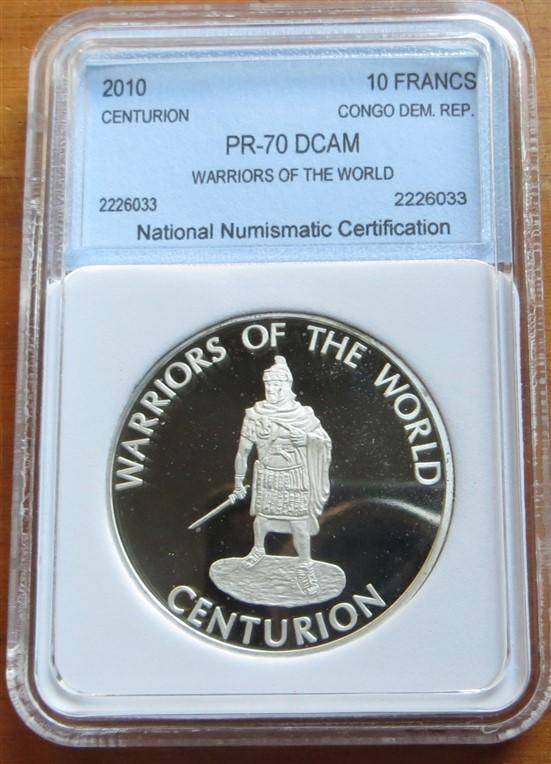 2010 10 FRANCS
CENTURION CONGO DEM. REP.
PR-70 DCAM
WARRIORS OF THE WORLD
2226033 2226033
National Numismatic Certification
WARRIORS OF THE WORLD
CENTURION